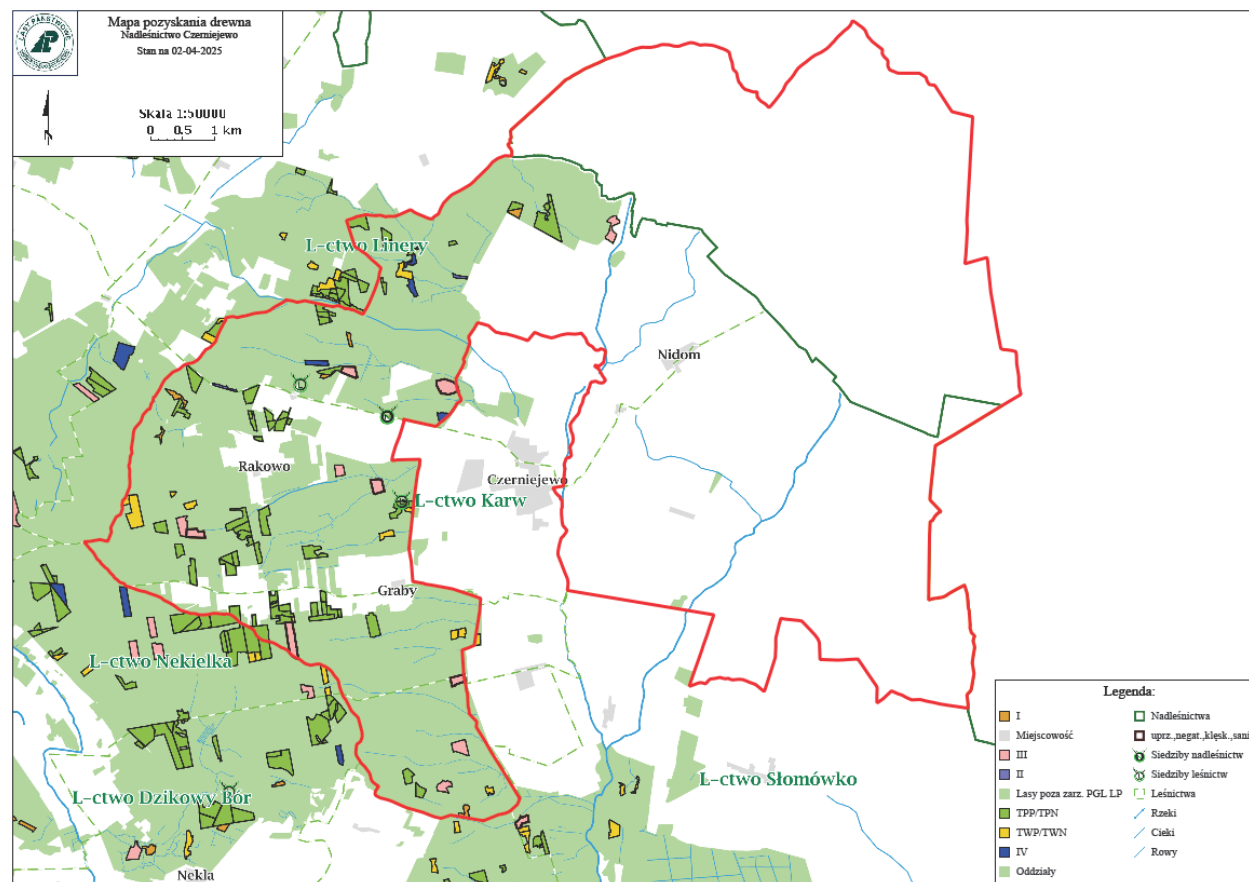 Mapa pozyskania drewna
Nadleśnictwo Czerniejewo
Stan na 02-04-2025
LASY PAŃSTWOWE
Skala 1:50000
0 0.5 1 km
L-ctwo Linery
Nidom
Rakowo
Czerniejewo
L-ctwo Karw
Graby
L-ctwo Nekielka
L-ctwo Dzikowy Bór
L-ctwo Słomówko
Nekla
Legenda:
I
Miejscowość
III
II
Lasy poza zarz. PGL LP
TPP/TPN
TWP/TWN
IV
Oddziały
Nadleśnictwa
uprz.,negat.,klęsk.,sani
Siedziby nadleśnictw
Siedziby leśnictw
Leśnictwa
Rzeki
Cieki
Rowy